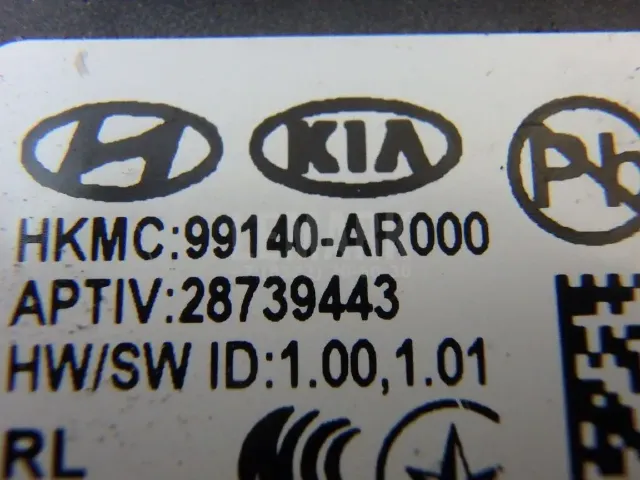 KIA Pb
HKMC:99140-AR000
APTIV:28739443
HW/SW ID:1.00,1.01
RL